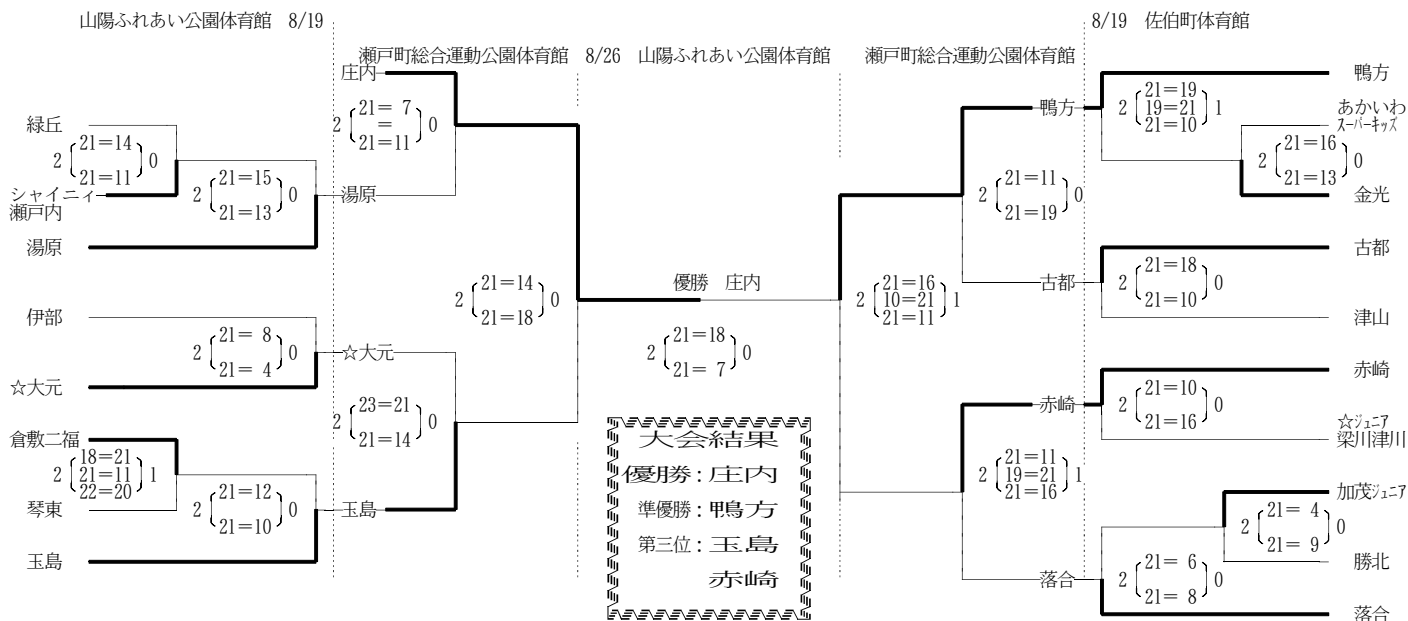 山陽ふれあい公園体育館 8/19
8/19 佐伯町体育館
瀬戸町総合運動公園体育館 8/26 山陽ふれあい公園体育館 瀬戸町総合運動公園体育館
庄内
2 21= 7 0
=
21=11
緑丘
2 21=14 0
21=11
シャイニィ
瀬戸内
2 21=15 0
21=13
湯原
湯原
2 21=14 0
21=18
伊部
2 21= 8 0
21= 4
☆大元
☆大元
2 23=21 0
21=14
倉敷二福
18=21
2 21=11 1
22=20
琴東
2 21=12 0
21=10
玉島
玉島
優勝 庄内
2 21=18 0
21= 7
大会結果
優勝:庄内
準優勝:鴨方
第三位:玉島
赤崎
鴨方
2 21=11 0
21=19
古都
21=16
2 10=21 1
21=11
赤崎
21=11
2 19=21 1
21=16
落合
鴨方
21=19
2 19=21 1
21=10
あかいわ
スーパーキッズ
2 21=16 0
21=13
金光
古都
2 21=18 0
21=10
津山
赤崎
2 21=10 0
21=16
☆ジュニア
梁川津川
加茂ジュニア
2 21= 4 0
21= 9
勝北
2 21= 6 0
21= 8
落合